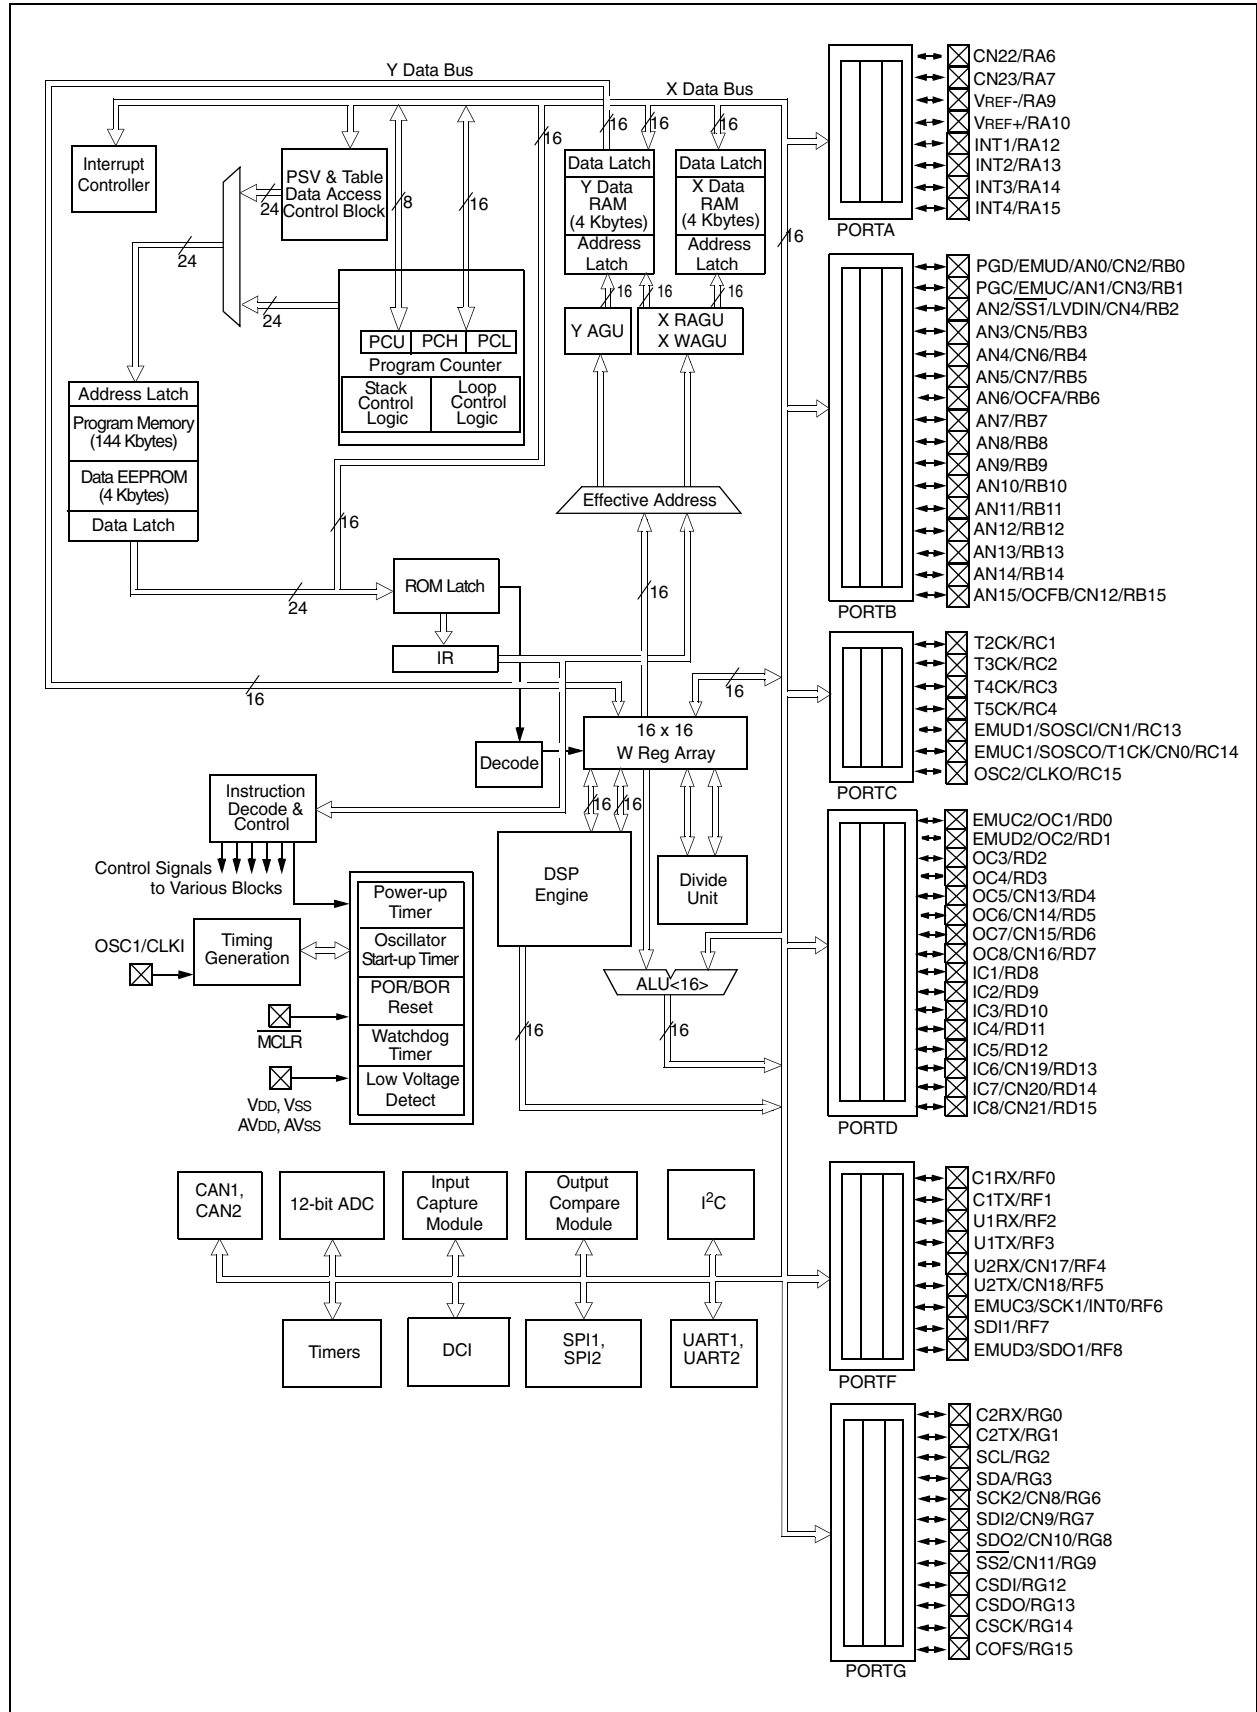 Y Data Bus
X Data Bus
16
16
16
16
Interrupt
Controller
PSV & Table
Data Access
Control Block
24
8
16
24
24
Data Latch
Y Data
RAM
(4 Kbytes)
Address
Latch
Data Latch
X Data
RAM
(4 Kbytes)
Address
Latch
16
16
16
16
Y AGU
X RAGU
X WAGU
PCU
PCH
PCL
Program Counter
Stack
Control
Logic
Loop
Control
Logic
Address Latch
Program Memory
(144 Kbytes)
Data EEPROM
(4 Kbytes)
Data Latch
Effective Address
16
24
16
ROM Latch
IR
16
16
16 x 16
W Reg Array
Decode
Instruction
Decode &
Control
16
16
Control Signals
to Various Blocks
DSP
Engine
Divide
Unit
Power-up
Timer
Oscillator
Start-up Timer
POR/BOR
Reset
Watchdog
Timer
Low Voltage
Detect
OSC1/CLKI
Timing
Generation
MCLR
VDD, VSS
AVDD, AVSS
ALU<16>
16
16
CAN1,
CAN2
12-bit ADC
Input
Capture
Module
Output
Compare
Module
I2C
Timers
DCI
SPI1,
SPI2
UART1,
UART2
CN22/RA6
CN23/RA7
VREF-/RA9
VREF+/RA10
INT1/RA12
INT2/RA13
INT3/RA14
INT4/RA15
PORTA
PGD/EMUD/AN0/CN2/RB0
PGC/EMUC/AN1/CN3/RB1
AN2/SS1/LVDIN/CN4/RB2
AN3/CN5/RB3
AN4/CN6/RB4
AN5/CN7/RB5
AN6/OCFA/RB6
AN7/RB7
AN8/RB8
AN9/RB9
AN10/RB10
AN11/RB11
AN12/RB12
AN13/RB13
AN14/RB14
AN15/OCFB/CN12/RB15
PORTB
T2CK/RC1
T3CK/RC2
T4CK/RC3
T5CK/RC4
EMUD1/SOSCI/CN1/RC13
EMUC1/SOSCO/T1CK/CN0/RC14
OSC2/CLKO/RC15
PORTC
EMUC2/OC1/RD0
EMUD2/OC2/RD1
OC3/RD2
OC4/RD3
OC5/CN13/RD4
OC6/CN14/RD5
OC7/CN15/RD6
OC8/CN16/RD7
IC1/RD8
IC2/RD9
IC3/RD10
IC4/RD11
IC5/RD12
IC6/CN19/RD13
IC7/CN20/RD14
IC8/CN21/RD15
PORTD
C1RX/RF0
C1TX/RF1
U1RX/RF2
U1TX/RF3
U2RX/CN17/RF4
U2TX/CN18/RF5
EMUC3/SCK1/INT0/RF6
SDI1/RF7
EMUD3/SDO1/RF8
PORTF
C2RX/RG0
C2TX/RG1
SCL/RG2
SDA/RG3
SCK2/CN8/RG6
SDI2/CN9/RG7
SDO2/CN10/RG8
SS2/CN11/RG9
CSDI/RG12
CSDO/RG13
CSCK/RG14
COFS/RG15
PORTG